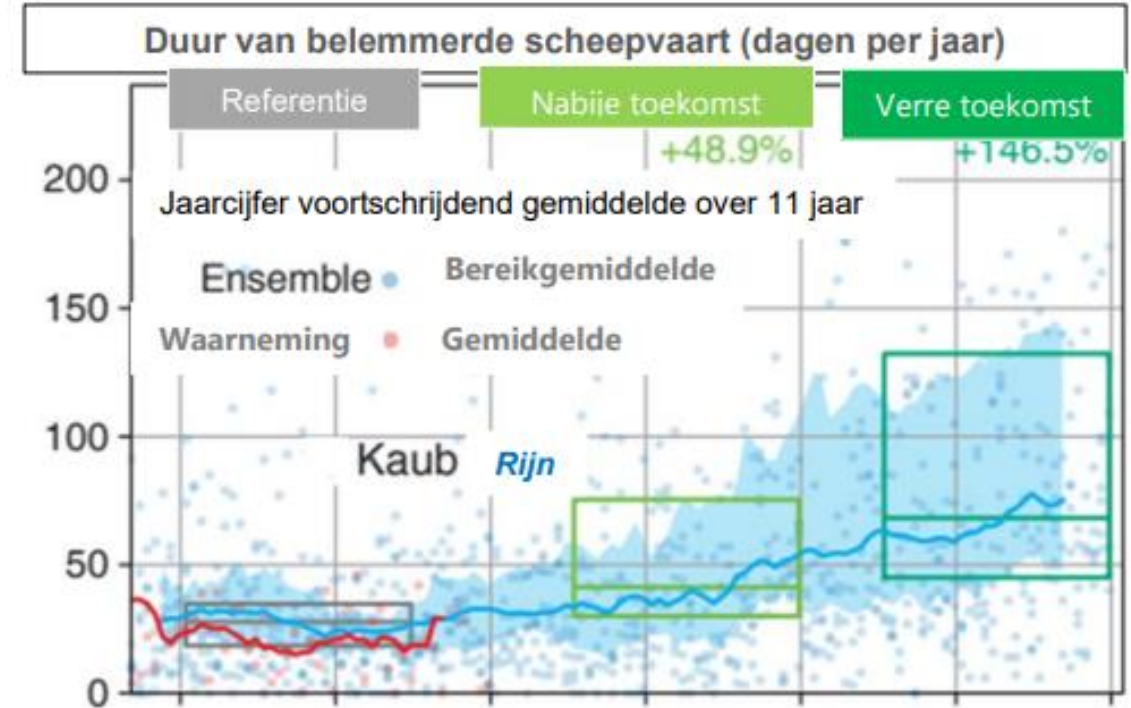 Duur van belemmerde scheepvaart (dagen per jaar)
Referentie
Nabije toekomst
Verre toekomst
+48.9%
+146.5%
200
Jaarcijfer voortschrijdend gemiddelde over 11 jaar
Ensemble
Bereikgemiddelde
150
Waarneming
Gemiddelde
100
Kaub
Rijn
50
0